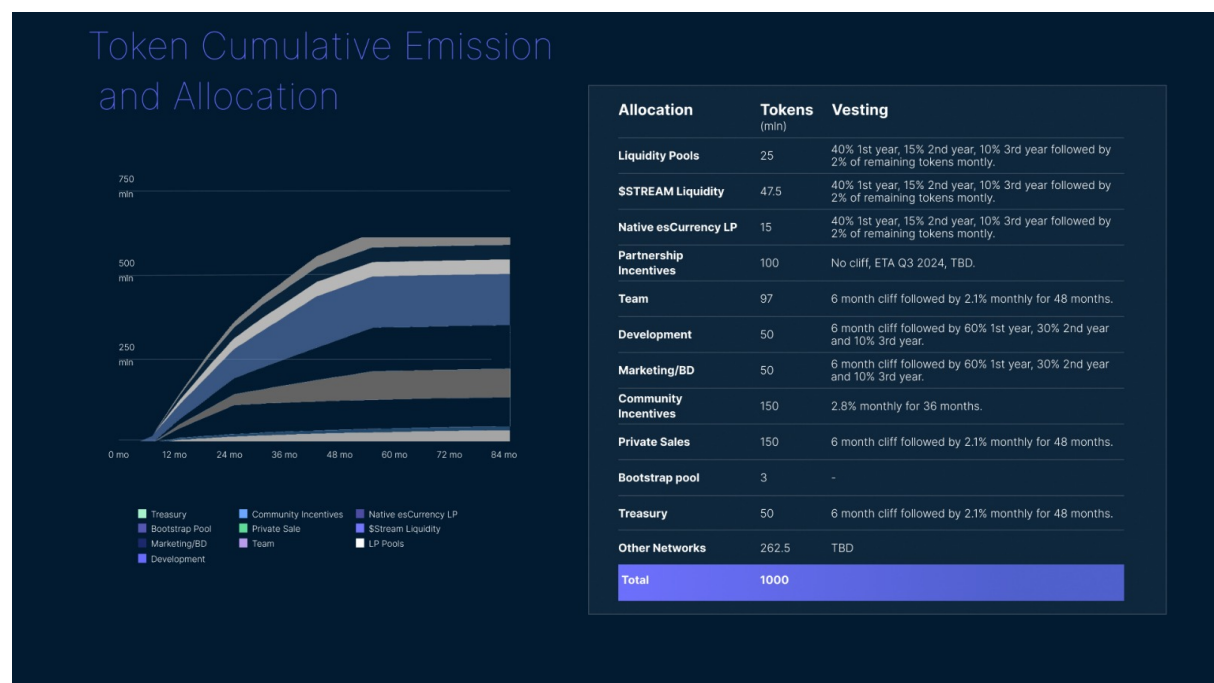 Token Cumulative Emission
and Allocation
750
mln
500
mln
250
mln
0 mo 12 mo 24 mo 36 mo 48 mo 60 mo 72 mo 84 mo
Treasury Community Incentives Native esCurrency LP
Bootstrap Pool Private Sale $Stream Liquidity
Marketing/BD Team LP Pools
Development
Allocation Tokens Vesting
(mln)
Liquidity Pools 25 40% 1st year, 15% 2nd year, 10% 3rd year followed by
2% of remaining tokens montly.
$STREAM Liquidity 47.5 40% 1st year, 15% 2nd year, 10% 3rd year followed by
2% of remaining tokens montly.
Native esCurrency LP 15 40% 1st year, 15% 2nd year, 10% 3rd year followed by
2% of remaining tokens montly.
Partnership
Incentives 100 No cliff, ETA Q3 2024, TBD.
Team 97 6 month cliff followed by 2.1% monthly for 48 months.
Development 50 6 month cliff followed by 60% 1st year, 30% 2nd year
and 10% 3rd year.
Marketing/BD 50 6 month cliff followed by 60% 1st year, 30% 2nd year
and 10% 3rd year.
Community
Incentives 150 2.8% monthly for 36 months.
Private Sales 150 6 month cliff followed by 2.1% monthly for 48 months.
Bootstrap pool 3 -
Treasury 50 6 month cliff followed by 2.1% monthly for 48 months.
Other Networks 262.5 TBD
Total 1000